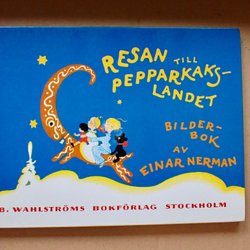 RESAN TILL
PEPPARKAKS-
LANDET
BILDER-
BOK
AV
EINAR NERMAN
B. WAHLSTRÖMS BOKFÖRLAG STOCKHOLM